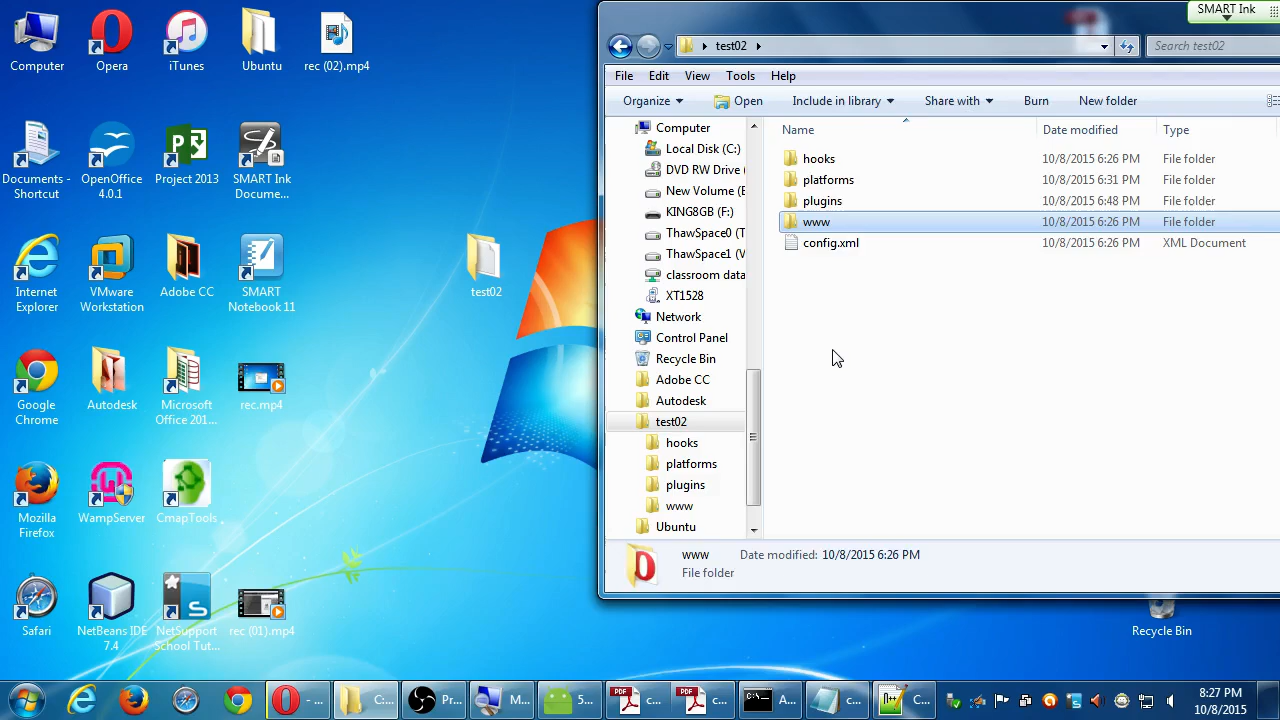 Computer
Opera
iTunes
Ubuntu
rec (02).mp4
Documents -
Shortcut
OpenOffice
4.0.1
Project 2013
SMART Ink
Docume...
Internet
Explorer
VMware
Workstation
Adobe CC
SMART
Notebook 11
test02
Google
Chrome
Autodesk
Microsoft
Office 201...
rec.mp4
Mozilla
Firefox
WampServer
CmapTools
Safari
NetBeans IDE
7.4
NetSupport
School Tut...
rec (01).mp4
Recycle Bin
SMART Ink
test02
Search test02
File Edit View Tools Help
Organize Open Include in library Share with Burn New folder
Name Date modified Type
hooks 10/8/2015 6:26 PM File folder
platforms 10/8/2015 6:31 PM File folder
plugins 10/8/2015 6:48 PM File folder
www 10/8/2015 6:26 PM File folder
config.xml 10/8/2015 6:26 PM XML Document
Computer
Local Disk (C:)
DVD RW Drive (
New Volume (E
KING8GB (F:)
ThawSpace0 (T
ThawSpace1 (V
classroom data
XT1528
Network
Control Panel
Recycle Bin
Adobe CC
Autodesk
test02
hooks
platforms
plugins
www
Ubuntu
www Date modified: 10/8/2015 6:26 PM
File folder
- ... C:... Pr... M... 5... c... c... A... c... C...
8:27 PM
10/8/2015